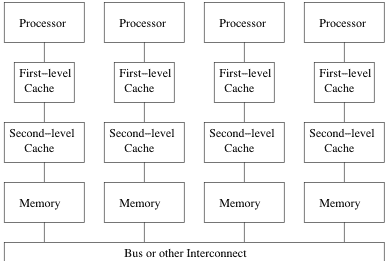 Processor Processor Processor Processor
First−level First−level First−level First−level
Cache Cache Cache Cache
Second−level Second−level Second−level Second−level
Cache Cache Cache Cache
Memory Memory Memory Memory
Bus or other Interconnect